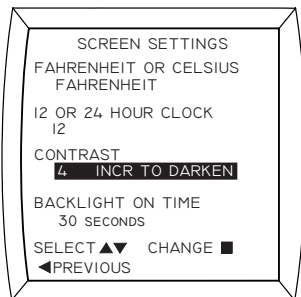 SCREEN SETTINGS
FAHRENHEIT OR CELSIUS
FAHRENHEIT
12 OR 24 HOUR CLOCK
12
CONTRAST
4 INCR TO DARKEN
BACKLIGHT ON TIME
30 SECONDS
SELECT▲▼ CHANGE ■
◀PREVIOUS